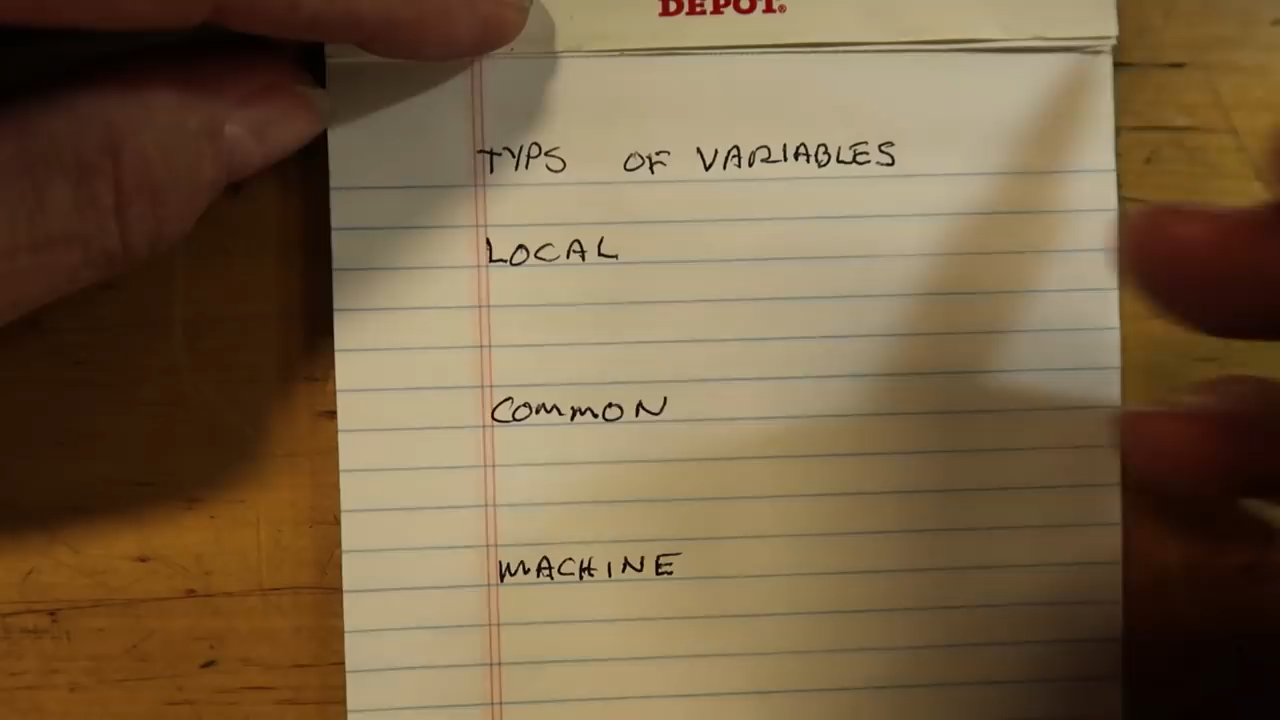 DEPOT®
TYPS OF VARIABLES
LOCAL
COMMON
MACHINE